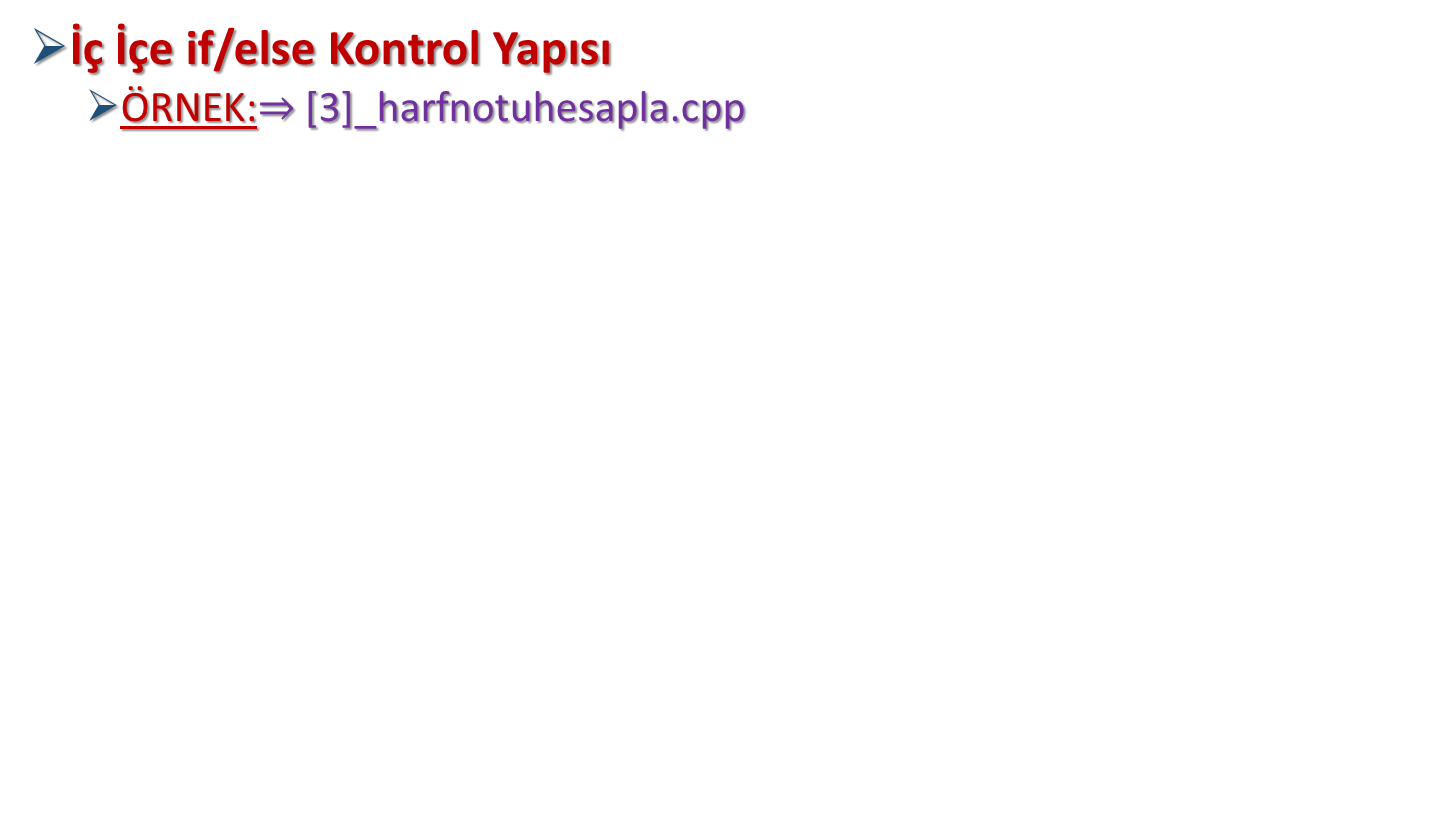 ➢İç İçe if/else Kontrol Yapısı
➢ÖRNEK:⇒ [3]_harfnotuhesapla.cpp